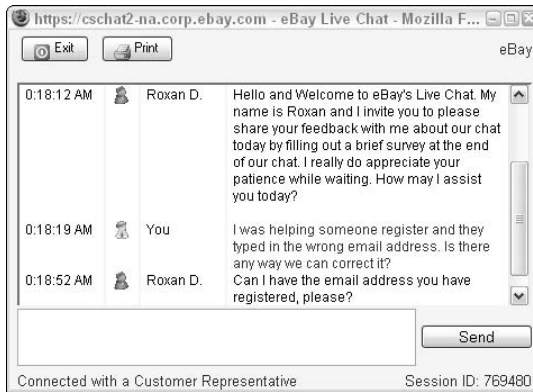 https://cschat2-na.corp.ebay.com - eBay Live Chat - Mozilla F...
Exit Print eBay
0:18:12 AM Roxan D. Hello and Welcome to eBay's Live Chat. My
name is Roxan and I invite you to please
share your feedback with me about our chat
today by filling out a brief survey at the end
of our chat. I really do appreciate your
patience while waiting. How may I assist
you today?
0:18:19 AM You I was helping someone register and they
typed in the wrong email address. Is there
any way we can correct it?
0:18:52 AM Roxan D. Can I have the email address you have
registered, please?
Send
Connected with a Customer Representative Session ID: 769480